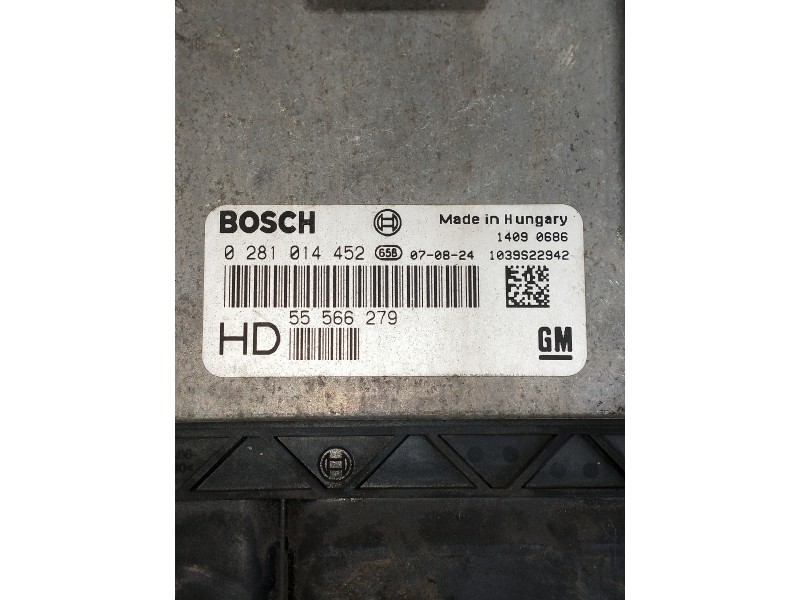 BOSCH Made in Hungary
1409 0686
0 281 014 452 G5B 07-08-24 1039S22942
55 566 279
HD
GM